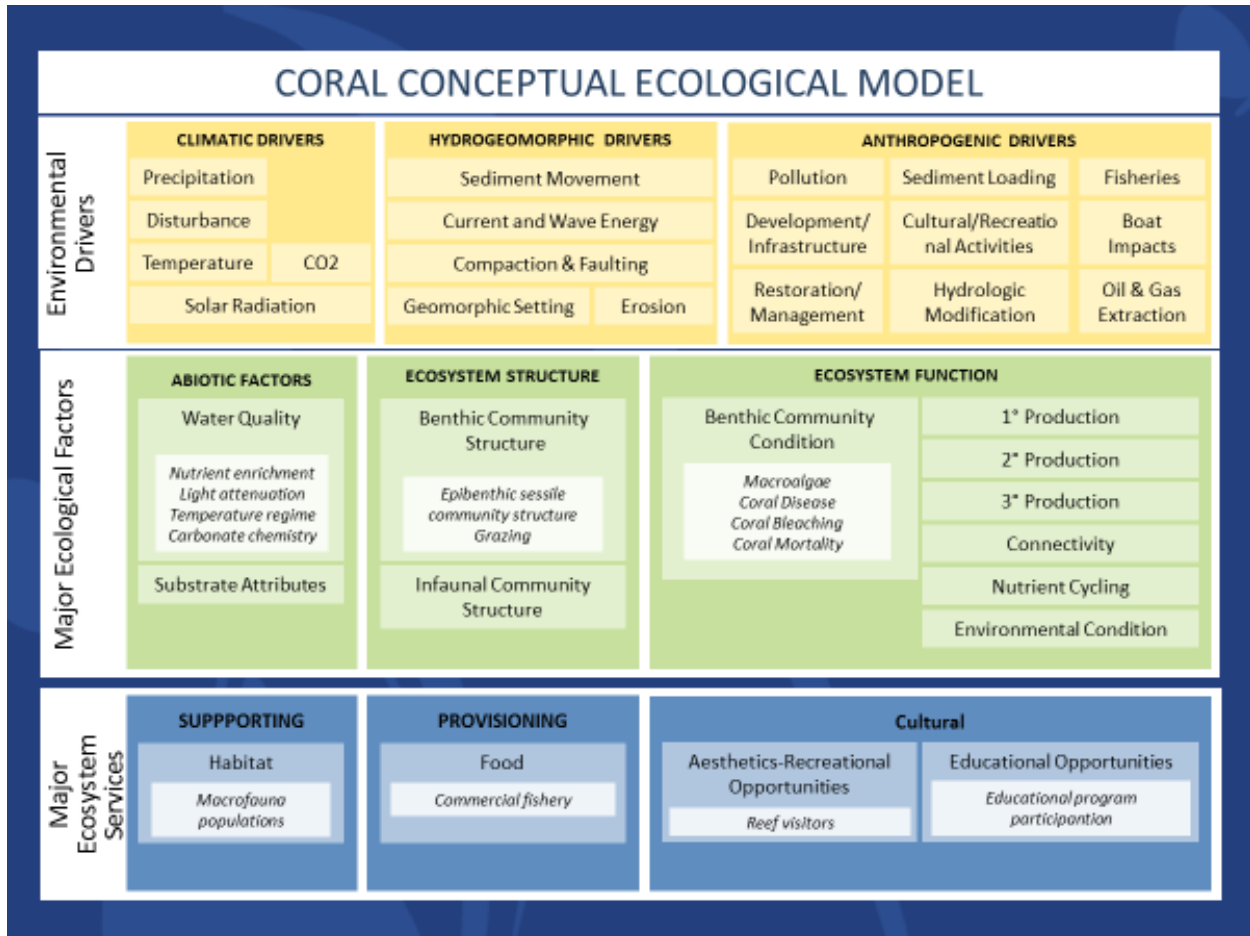 CORAL CONCEPTUAL ECOLOGICAL MODEL
Environmental
Drivers
CLIMATIC DRIVERS
Precipitation
Disturbance
Temperature
CO2
Solar Radiation
HYDROGEOMORPHIC DRIVERS
Sediment Movement
Current and Wave Energy
Compaction & Faulting
Geomorphic Setting
Erosion
ANTHROPOGENIC DRIVERS
Pollution
Sediment Loading
Fisheries
Development/
Infrastructure
Cultural/Recreatio
nal Activities
Boat
Impacts
Restoration/
Management
Hydrologic
Modification
Oil & Gas
Extraction
Major Ecological Factors
ABIOTIC FACTORS
Water Quality
Nutrient enrichment
Light attenuation
Temperature regime
Carbonate chemistry
Substrate Attributes
ECOSYSTEM STRUCTURE
Benthic Community
Structure
Epibenthic sessile
community structure
Grazing
Infaunal Community
Structure
ECOSYSTEM FUNCTION
Benthic Community
Condition
Macroalgae
Coral Disease
Coral Bleaching
Coral Mortality
1° Production
2° Production
3° Production
Connectivity
Nutrient Cycling
Environmental Condition
Major
Ecosystem
Services
SUPPPORTING
Habitat
Macrofauna
populations
PROVISIONING
Food
Commercial fishery
Cultural
Aesthetics-Recreational
Opportunities
Reef visitors
Educational Opportunities
Educational program
participantion